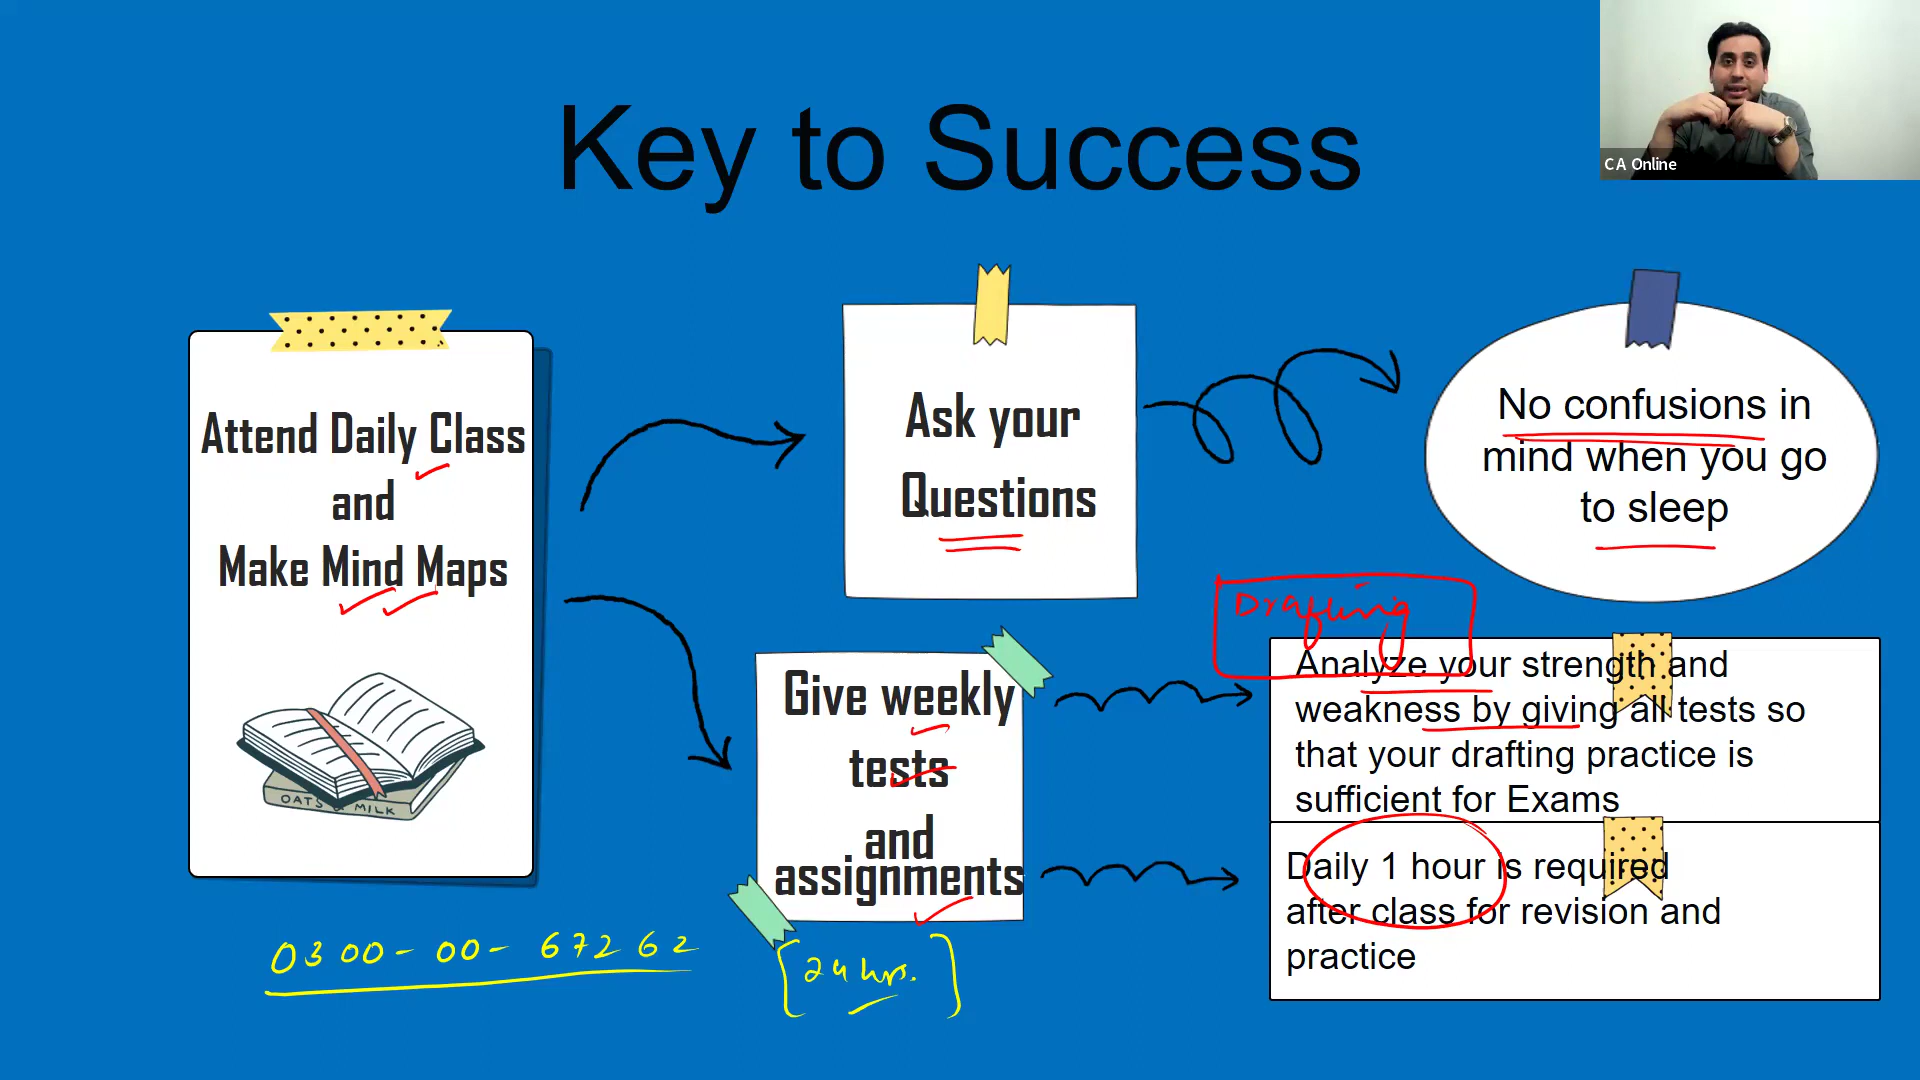 CA Online
Key to Success
Attend Daily Class
and
Make Mind Maps
OATS & MILK
Ask your
Questions
No confusions in
mind when you go
to sleep
Give weekly
tests
and
assignments
Drafting
Analyze your strength and
weakness by giving all tests so
that your drafting practice is
sufficient for Exams
Daily 1 hour is required
after class for revision and
practice
0300-00-67262
[24 hrs.]